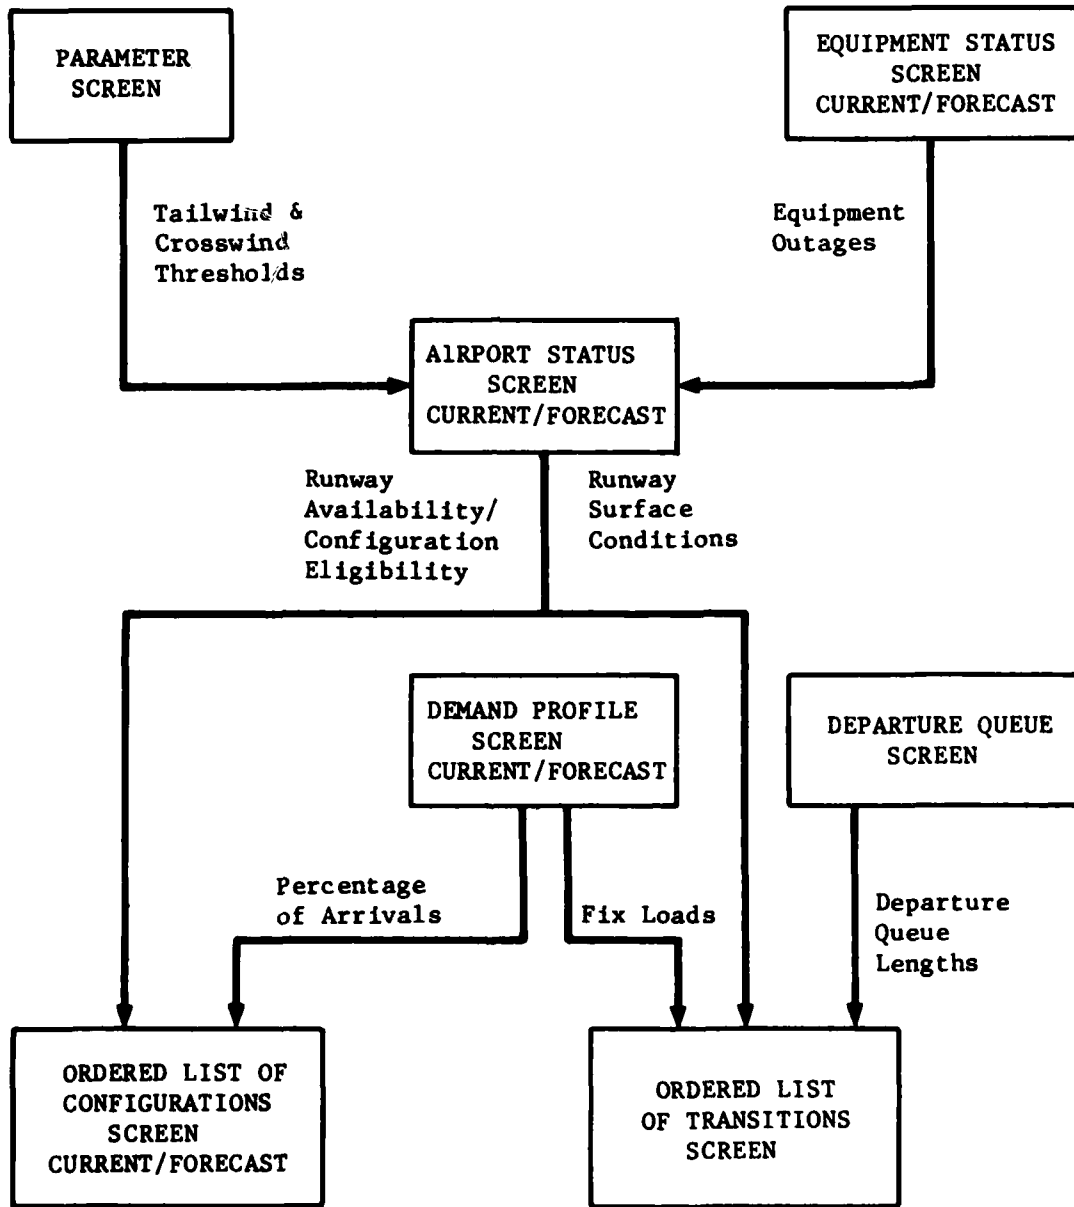 PARAMETER
SCREEN
EQUIPMENT STATUS
SCREEN
CURRENT/FORECAST
Tailwind &
Crosswind
Thresholds
Equipment
Outages
AIRPORT STATUS
SCREEN
CURRENT/FORECAST
Runway
Availability/
Configuration
Eligibility
Runway
Surface
Conditions
DEMAND PROFILE
SCREEN
CURRENT/FORECAST
DEPARTURE QUEUE
SCREEN
Percentage
of Arrivals
Fix Loads
Departure
Queue
Lengths
ORDERED LIST OF
CONFIGURATIONS
SCREEN
CURRENT/FORECAST
ORDERED LIST
OF TRANSITIONS
SCREEN